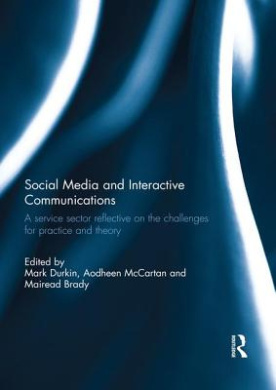 Social Media and Interactive
Communications
A service sector reflective on the challenges
for practice and theory
Edited by
Mark Durkin, Aodheen McCartan and
Mairead Brady
ROUTLEDGE